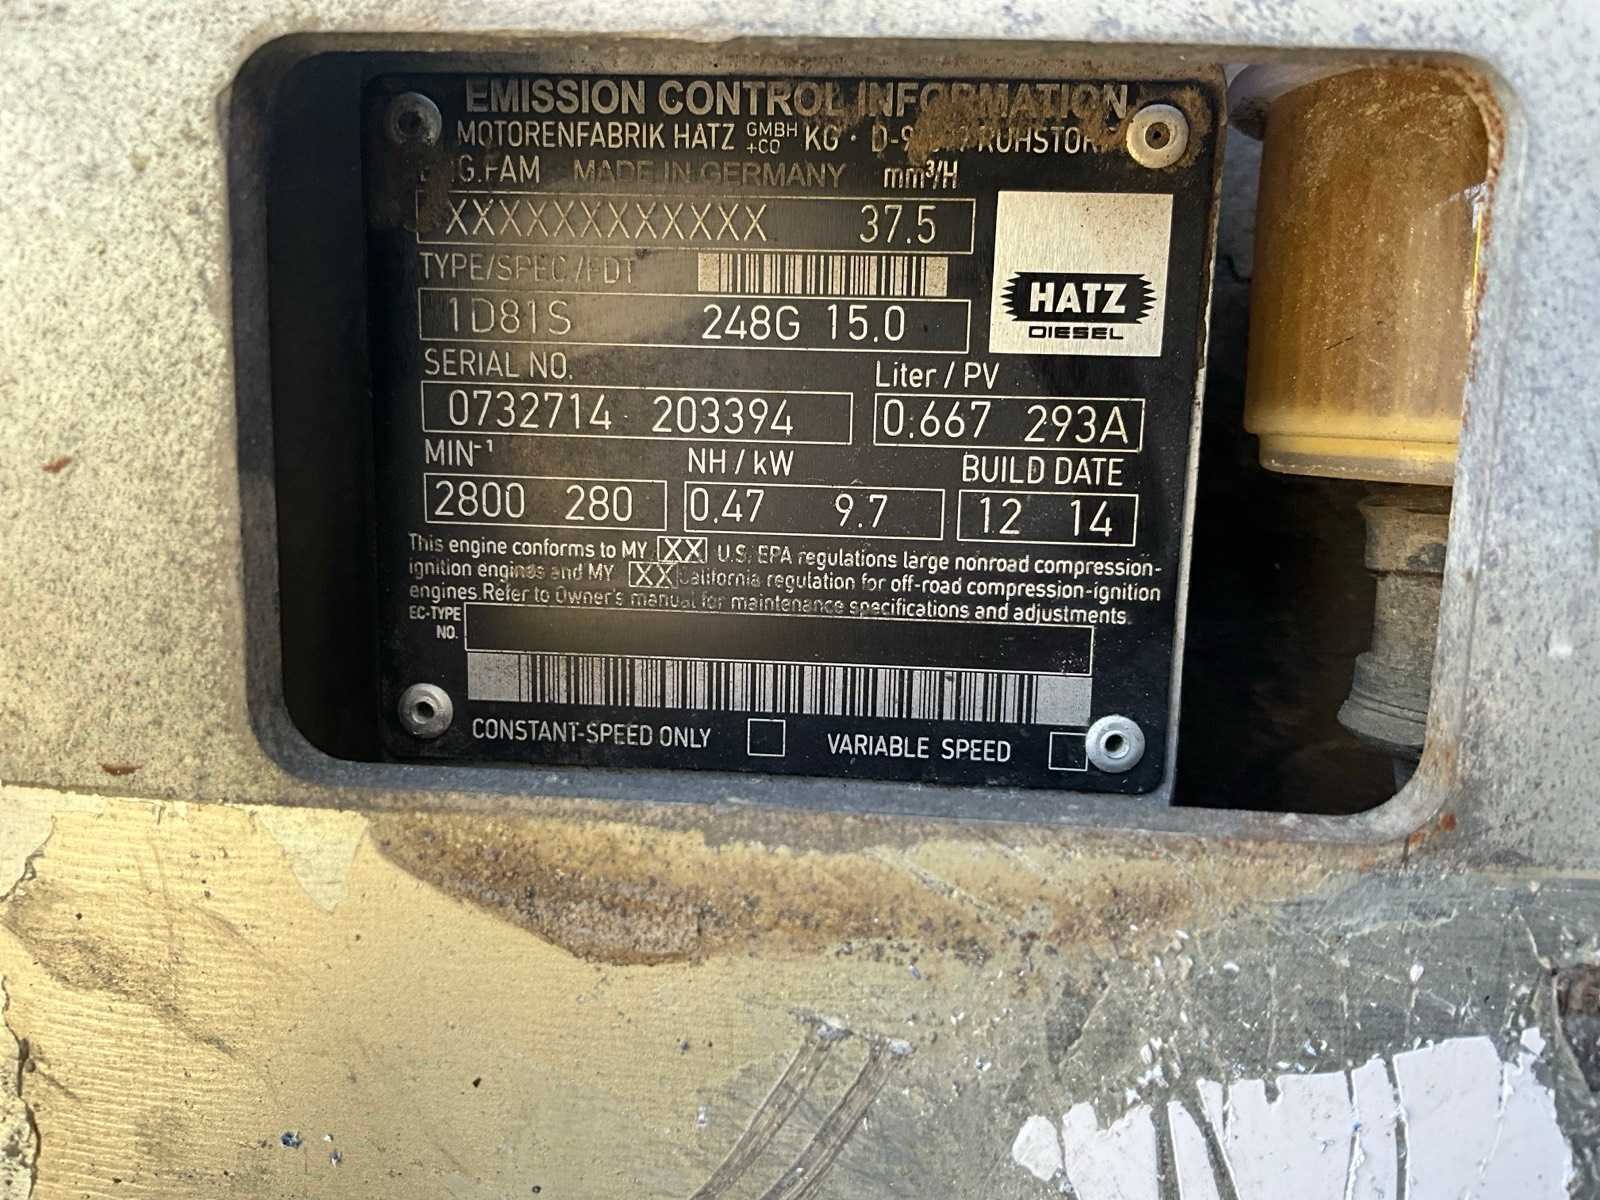 EMISSION CONTROL INFORMATION
MOTORENFABRIK HATZ GMBH +CO KG · RUHSTORF
ENG.FAM MADE IN GERMANY mm³/H
XXXXXXXXXXXX 37.5
TYPE/SPEC./FDT
1D81S 248G 15.0
HATZ
DIESEL
SERIAL NO. Liter / PV
0732714 203394 0.667 293A
MIN⁻¹ NH / kW BUILD DATE
2800 280 0.47 9.7 12 14
This engine conforms to MY XX U.S. EPA regulations large nonroad compression-
ignition engines and MY XX California regulation for off-road compression-ignition
engines.Refer to Owner's manual for maintenance specifications and adjustments.
EC-TYPE
NO.
CONSTANT-SPEED ONLY VARIABLE SPEED